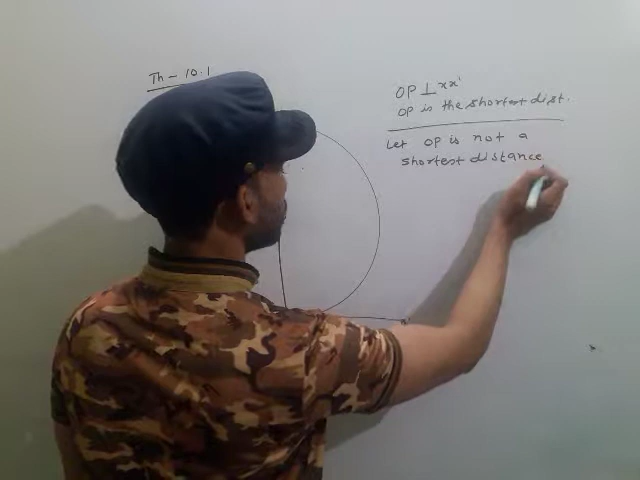 Th - 10.1
OP ⊥ xx'
OP is the shortest dist.
Let OP is not a
shortest distance